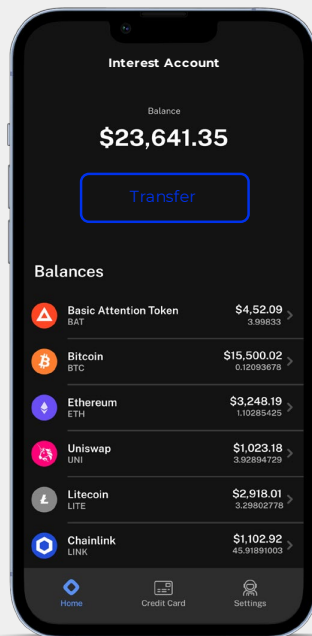 Interest Account
Balance
$23,641.35
Transfer
Balances
Basic Attention Token $4,52.09
BAT 3.99833
Bitcoin $15,500.02
BTC 0.12093678
Ethereum $3,248.19
ETH 1.10285425
Uniswap $1,023.18
UNI 3.92894729
Litecoin $2,918.01
LITE 3.29802778
Chainlink $1,102.92
LINK 45.91891003
Home Credit Card Settings